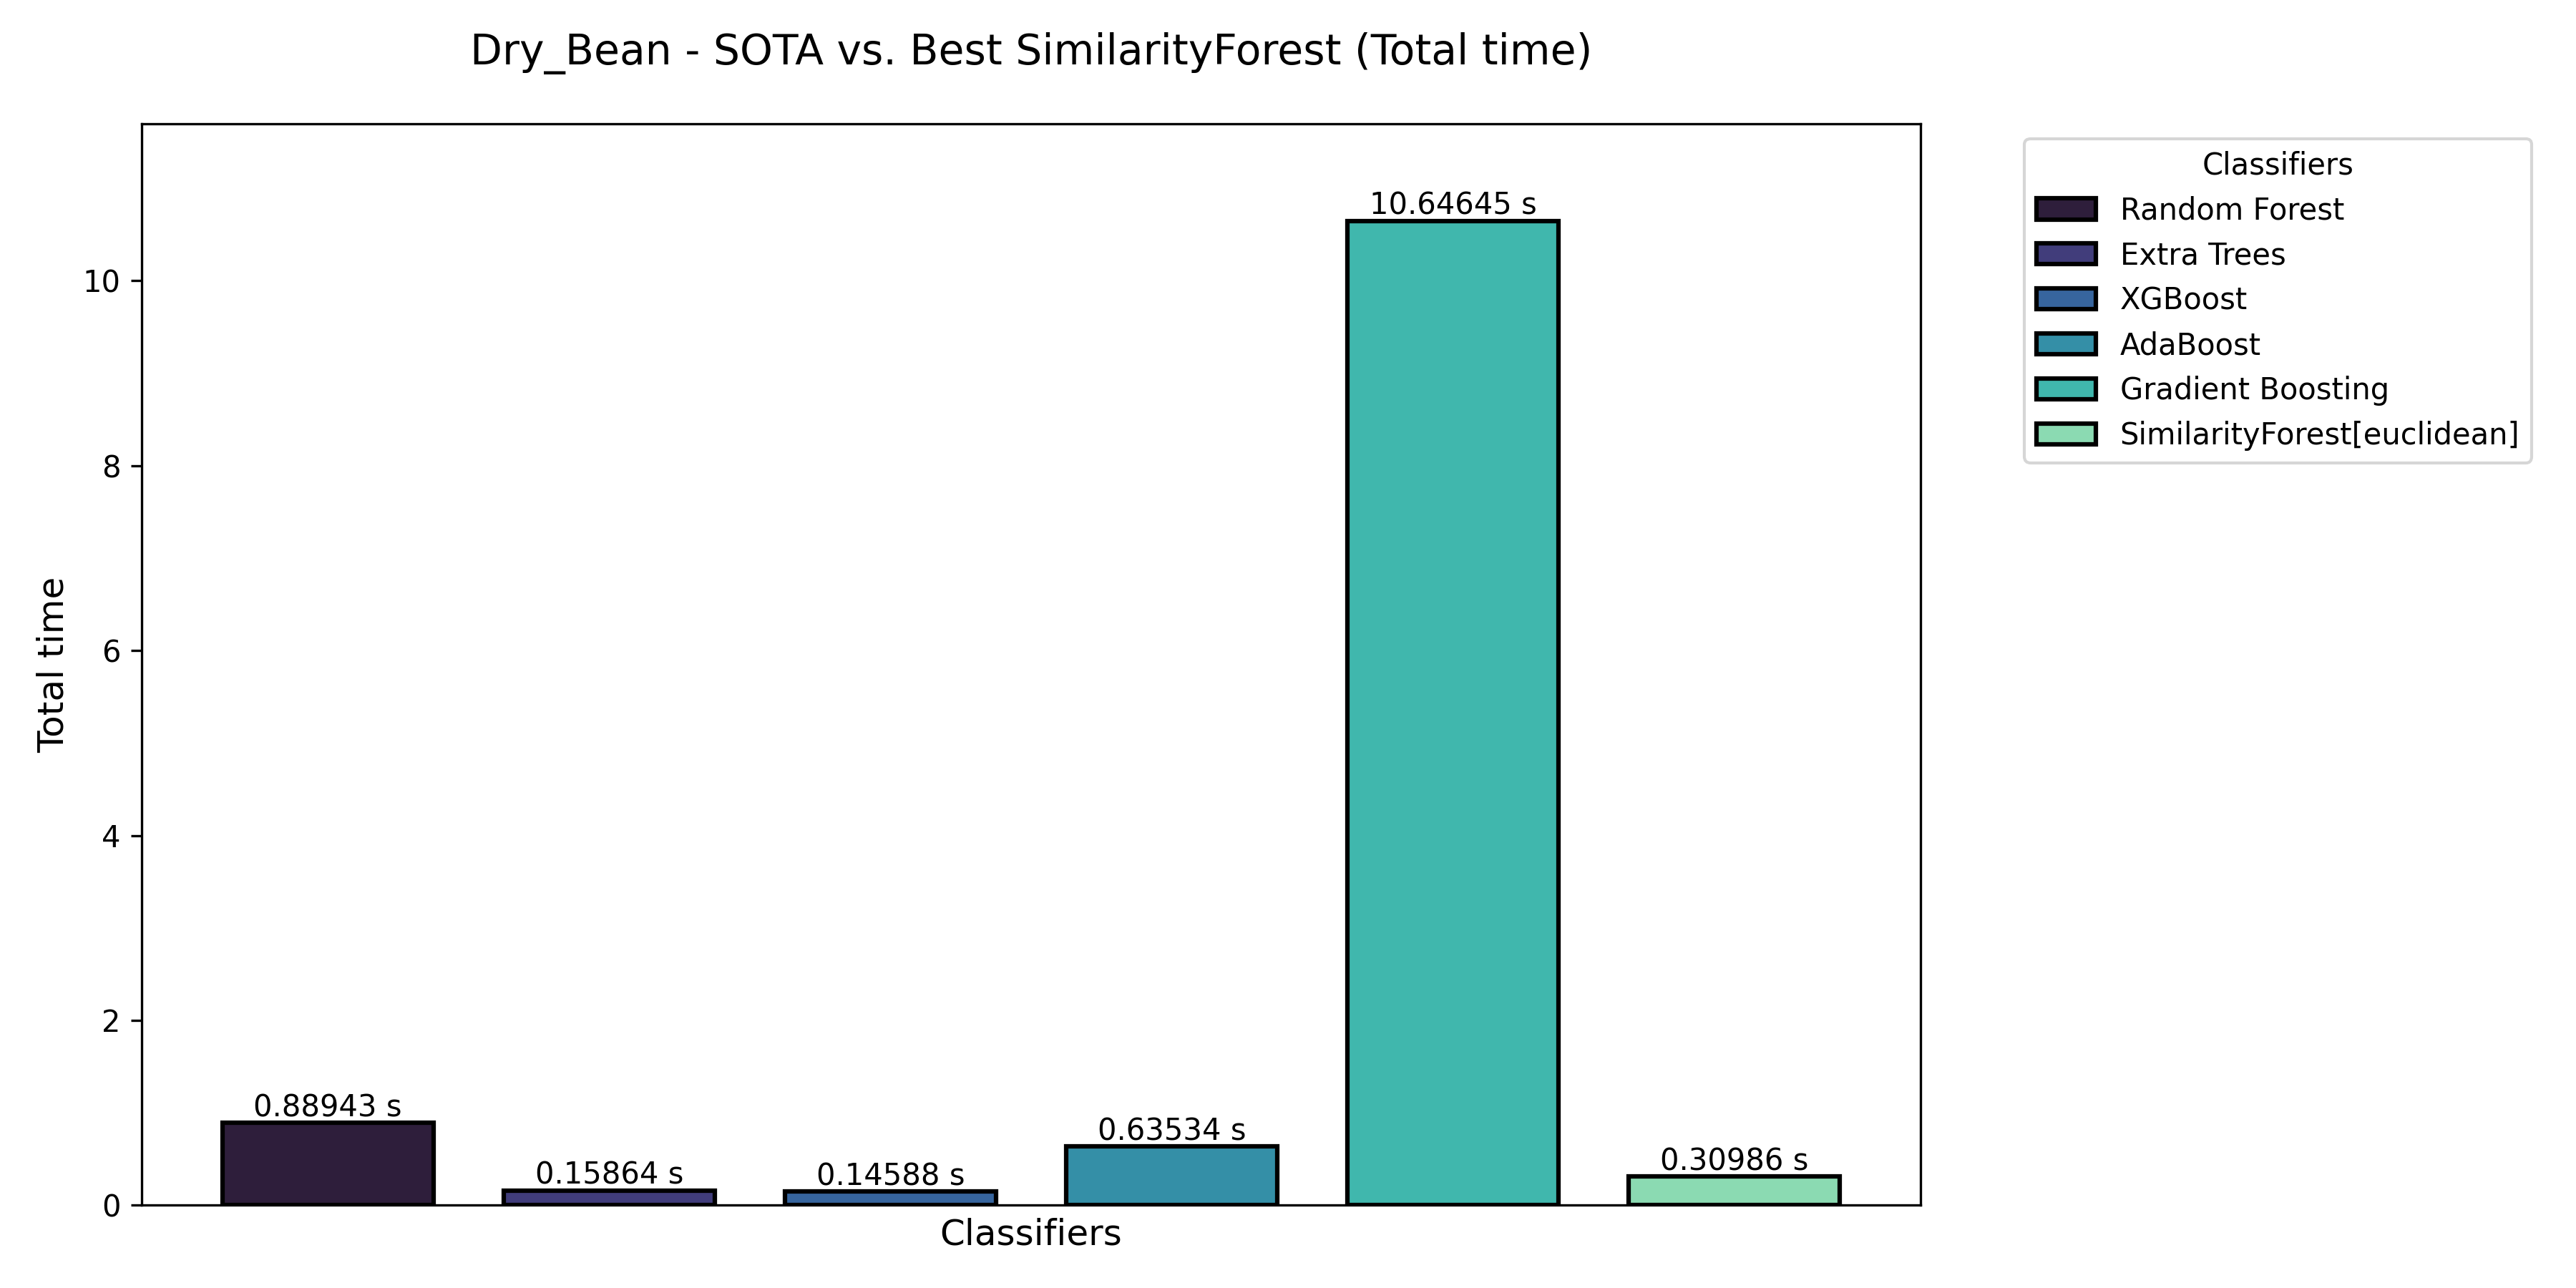 Dry_Bean - SOTA vs. Best SimilarityForest (Total time)
Total time
10
8
6
4
2
0
0.88943 s
0.15864 s
0.14588 s
0.63534 s
10.64645 s
0.30986 s
Classifiers
Classifiers
Random Forest
Extra Trees
XGBoost
AdaBoost
Gradient Boosting
SimilarityForest[euclidean]